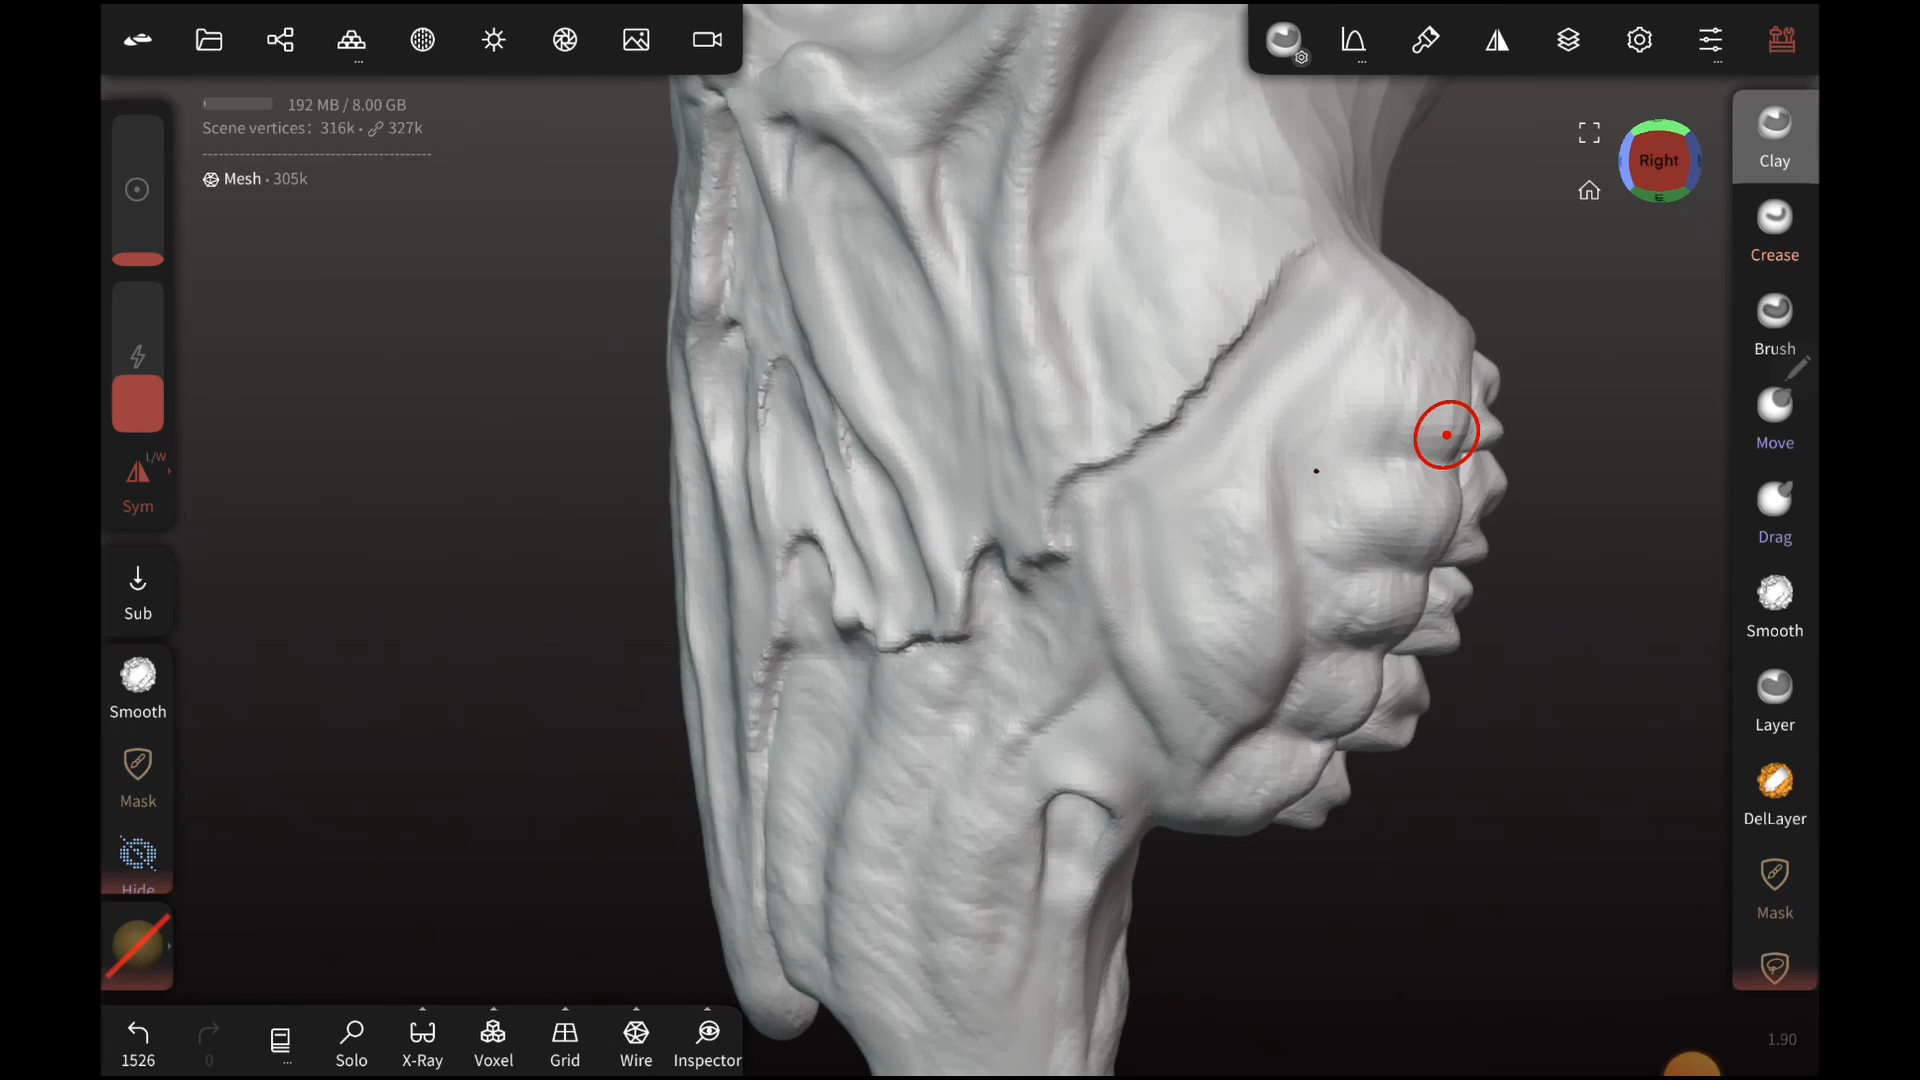 192 MB / 8.00 GB
Scene vertices: 316k • 327k
Mesh • 305k
Right
Clay
Crease
Brush
Move
Drag
Smooth
Layer
DelLayer
Mask
L/W
Sym
Sub
Smooth
Mask
Hide
1526
0
Solo
X-Ray
Voxel
Grid
Wire
Inspector
1.90